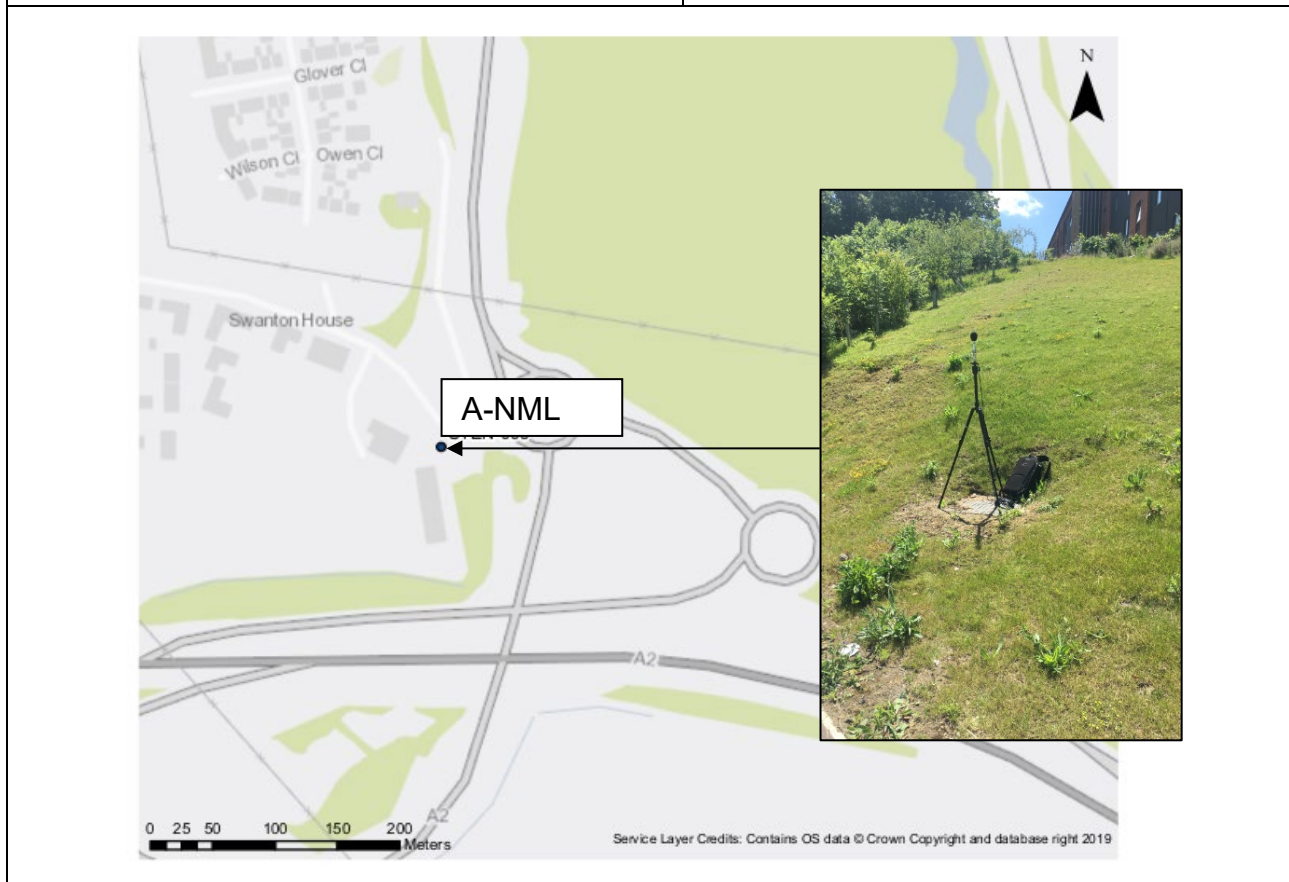 Glover Cl
N
Wilson Cl
Owen Cl
Swanton House
A-NML
A2
A2
0 25 50 100 150 200
Meters
Service Layer Credits: Contains OS data © Crown Copyright and database right 2019